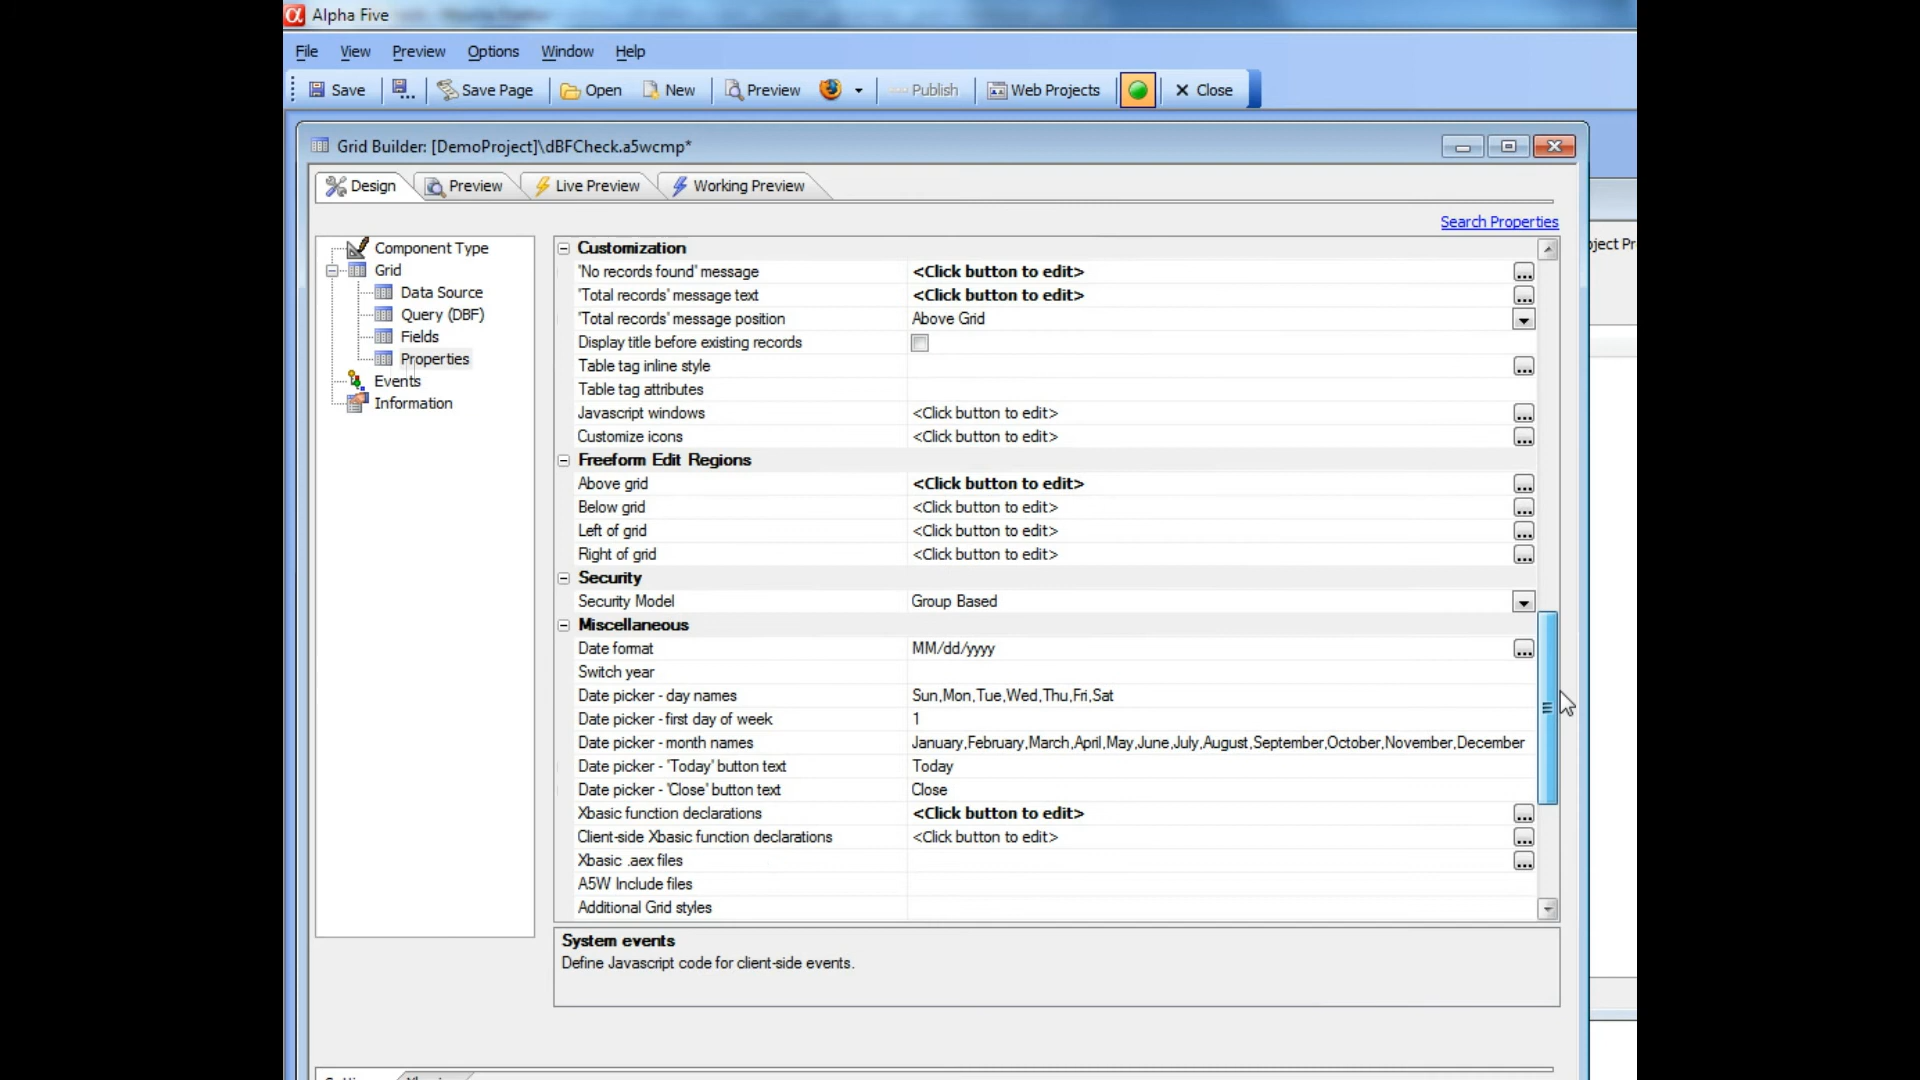 Alpha Five
File View Preview Options Window Help
Save Save Page Open New Preview Publish Web Projects Close
Grid Builder: [DemoProject]\dBFCheck.a5wcmp*
Design Preview Live Preview Working Preview
Search Properties
Component Type
Grid
Data Source
Query (DBF)
Fields
Properties
Events
Information
Customization
'No records found' message <Click button to edit>
'Total records' message text <Click button to edit>
'Total records' message position Above Grid
Display title before existing records
Table tag inline style
Table tag attributes
Javascript windows <Click button to edit>
Customize icons <Click button to edit>
Freeform Edit Regions
Above grid <Click button to edit>
Below grid <Click button to edit>
Left of grid <Click button to edit>
Right of grid <Click button to edit>
Security
Security Model Group Based
Miscellaneous
Date format MM/dd/yyyy
Switch year
Date picker - day names Sun,Mon,Tue,Wed,Thu,Fri,Sat
Date picker - first day of week 1
Date picker - month names January,February,March,April,May,June,July,August,September,October,November,December
Date picker - 'Today' button text Today
Date picker - 'Close' button text Close
Xbasic function declarations <Click button to edit>
Client-side Xbasic function declarations <Click button to edit>
Xbasic .aex files
A5W Include files
Additional Grid styles
System events
Define Javascript code for client-side events.